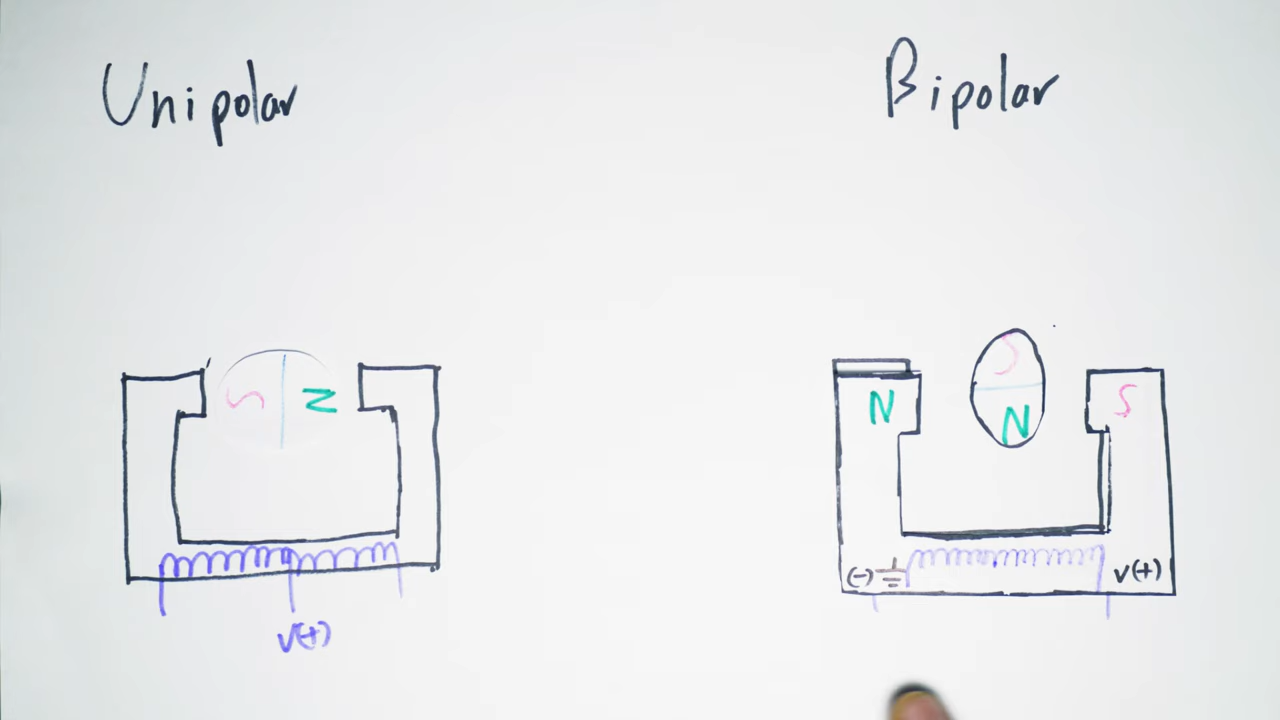 Unipolar
Bipolar
S N
V(+)
S
N
N
S
(-)
V(+)